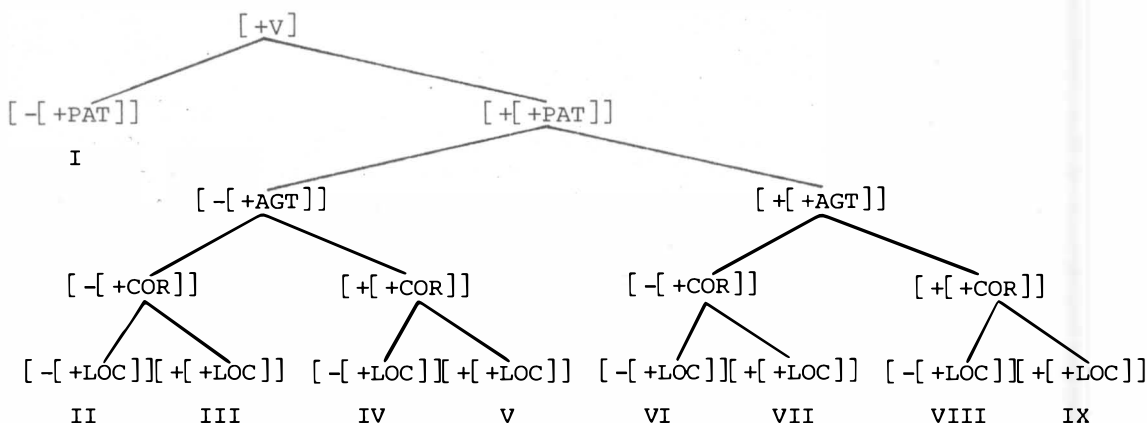 [+V]
[-[+PAT]] [+[+PAT]]
I
[-[+AGT]] [+[+AGT]]
[-[+COR]] [+[+COR]] [-[+COR]] [+[+COR]]
[-[+LOC]][+[+LOC]] [-[+LOC]][+[+LOC]] [-[+LOC]][+[+LOC]] [-[+LOC]][+[+LOC]]
II III IV V VI VII VIII IX